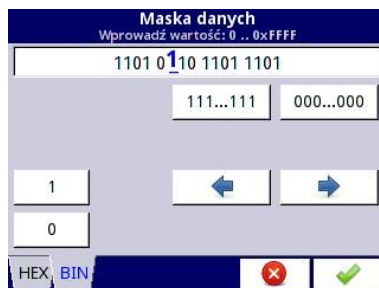 Maska danych
Wprowadź wartość: 0 .. 0xFFFF
1101 0110 1101 1101
111...111 000...000
1
0
HEX BIN